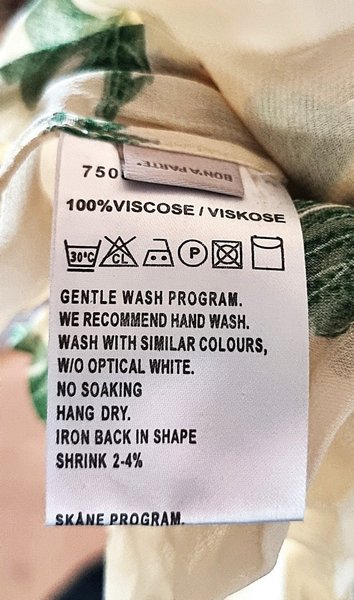 750
BON'A PARTE
100%VISCOSE / VISKOSE
30°C CL P
GENTLE WASH PROGRAM.
WE RECOMMEND HAND WASH.
WASH WITH SIMILAR COLOURS,
W/O OPTICAL WHITE.
NO SOAKING
HANG DRY.
IRON BACK IN SHAPE
SHRINK 2-4%
SKÅNE PROGRAM.